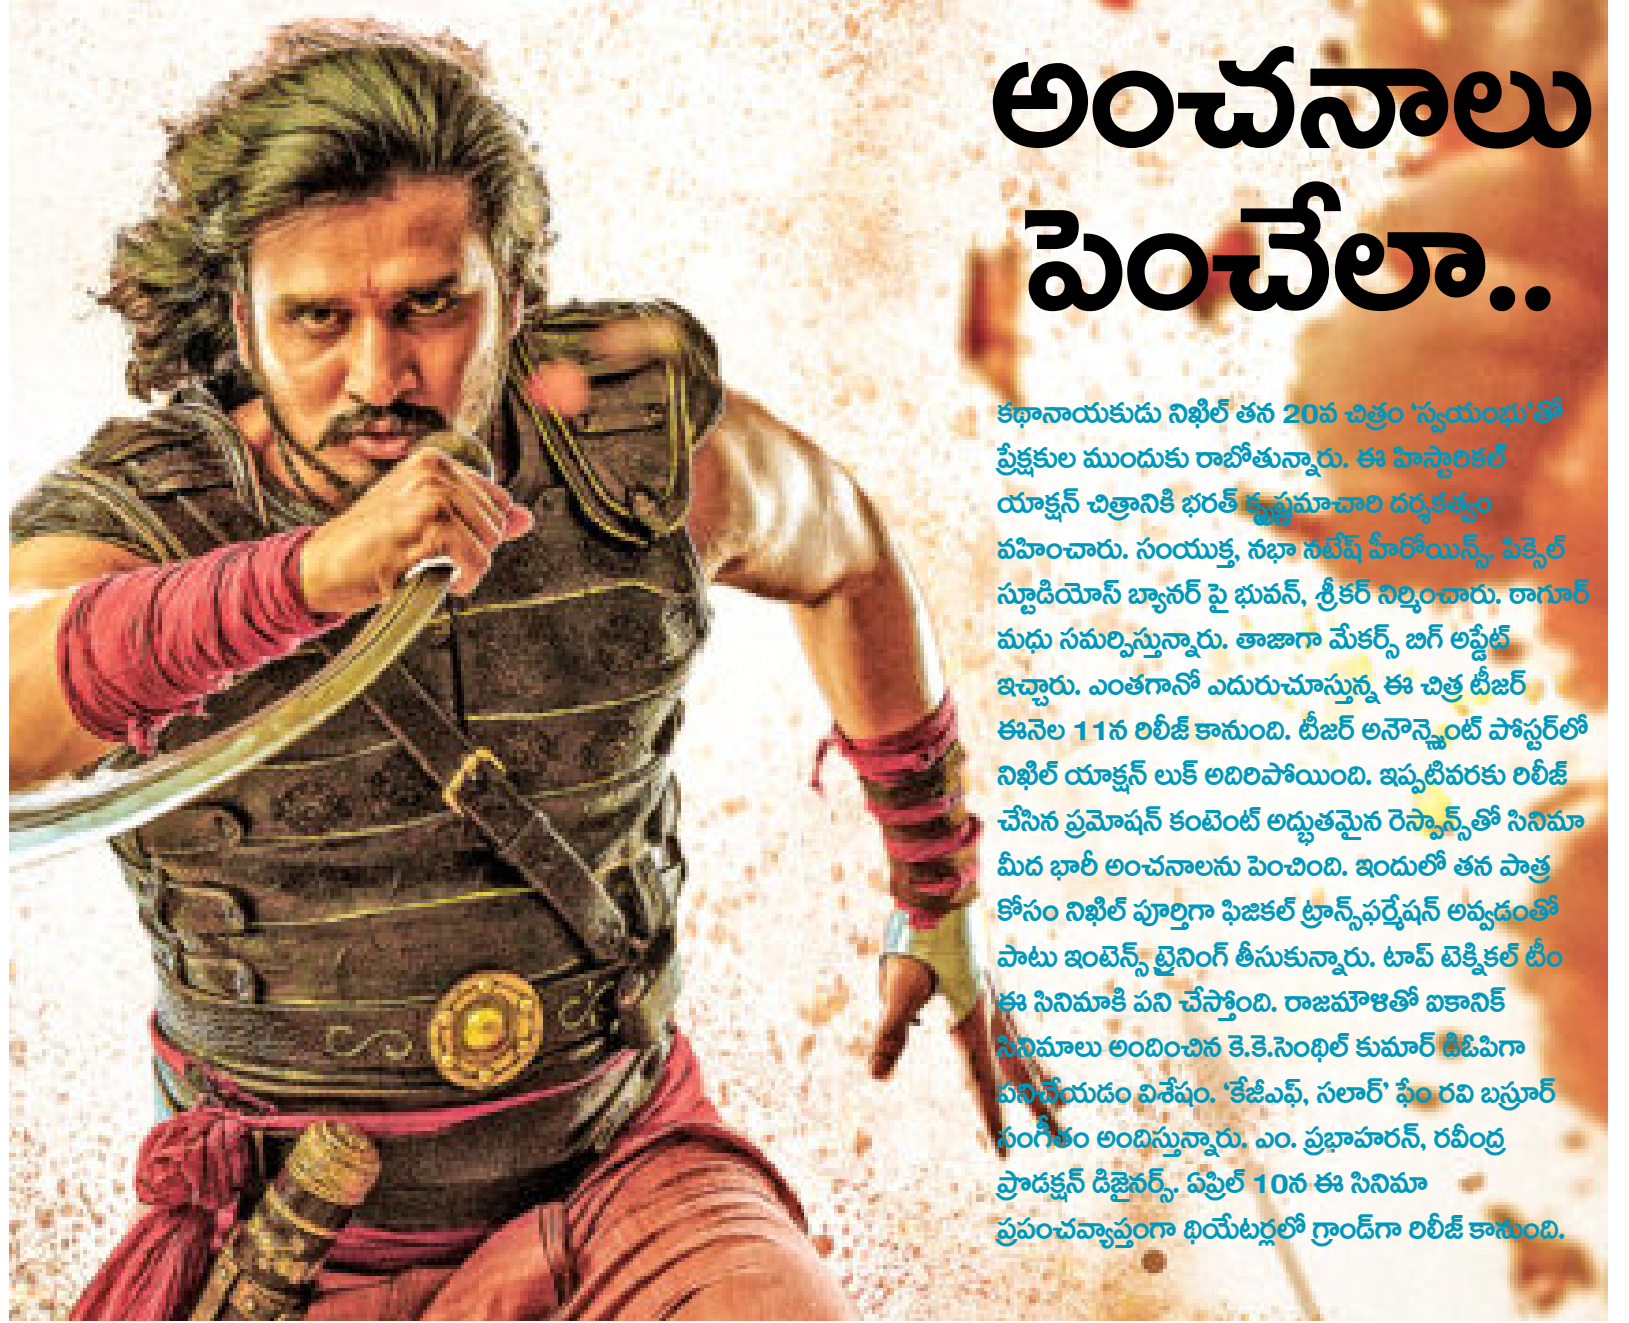 అంచనాలు
పెంచేలా..
కథానాయకుడు నిఖిల్ తన 20వ చిత్రం ‘స్వయంభు’తో
ప్రేక్షకుల ముందుకు రాబోతున్నారు. ఈ హిస్టారికల్
యాక్షన్ చిత్రానికి భరత్ కృష్ణమాచారి దర్శకత్వం
వహించారు. సంయుక్త, నభా నటేష్ హీరోయిన్స్. పిక్సెల్
స్టూడియోస్ బ్యానర్ పై భువన్, శ్రీకర్ నిర్మించారు. ఠాగూర్
మధు సమర్పిస్తున్నారు. తాజాగా మేకర్స్ బిగ్ అప్డేట్
ఇచ్చారు. ఎంతగానో ఎదురుచూస్తున్న ఈ చిత్ర టీజర్
ఈనెల 11న రిలీజ్ కానుంది. టీజర్ అనౌన్స్మెంట్ పోస్టర్‌లో
నిఖిల్ యాక్షన్ లుక్ అదిరిపోయింది. ఇప్పటివరకు రిలీజ్
చేసిన ప్రమోషన్ కంటెంట్ అద్భుతమైన రెస్పాన్స్‌తో సినిమా
మీద భారీ అంచనాలను పెంచింది. ఇందులో తన పాత్ర
కోసం నిఖిల్ పూర్తిగా ఫిజికల్ ట్రాన్స్‌ఫర్మేషన్ అవ్వడంతో
పాటు ఇంటెన్స్ ట్రైనింగ్ తీసుకున్నారు. టాప్ టెక్నికల్ టీం
ఈ సినిమాకి పని చేస్తోంది. రాజమౌళితో ఐకానిక్
సినిమాలు అందించిన కె.కె.సెంథిల్ కుమార్ డిఓపిగా
పనిచేయడం విశేషం. ‘కేజీఎఫ్, సలార్’ ఫేం రవి బస్రూర్
సంగీతం అందిస్తున్నారు. ఎం. ప్రభాహరన్, రవీంద్ర
ప్రొడక్షన్ డిజైనర్స్. ఏప్రిల్ 10న ఈ సినిమా
ప్రపంచవ్యాప్తంగా థియేటర్లలో గ్రాండ్‌గా రిలీజ్ కానుంది.